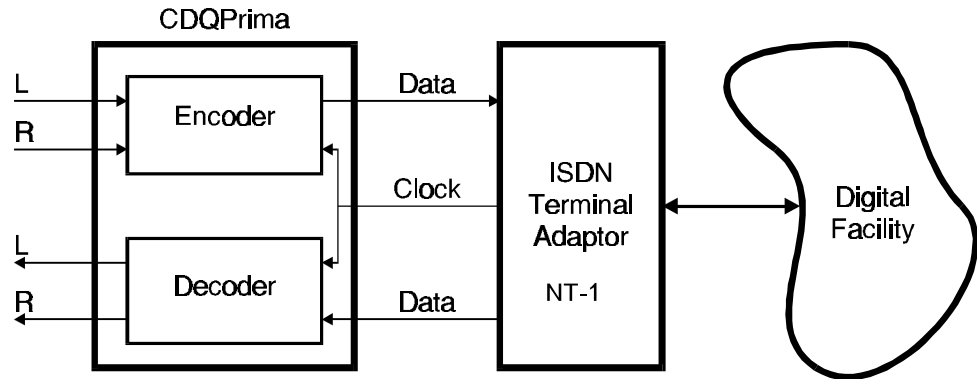 CDQPrima
L
R
Encoder
Data
Clock
L
R
Decoder
Data
ISDN
Terminal
Adaptor
NT-1
Digital
Facility